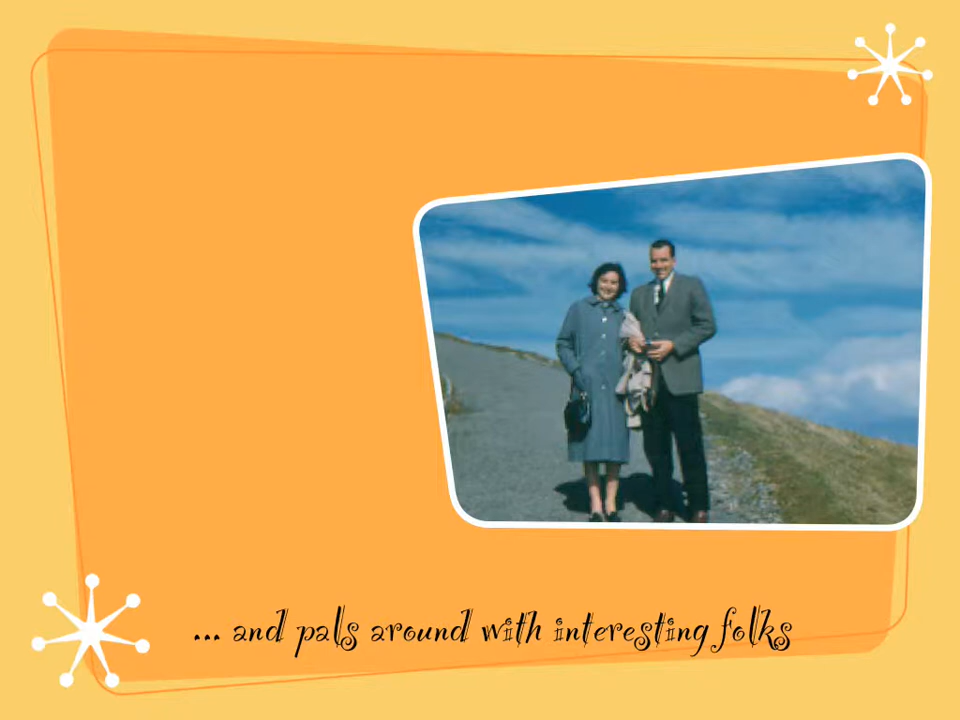 ... and pals around with interesting folks